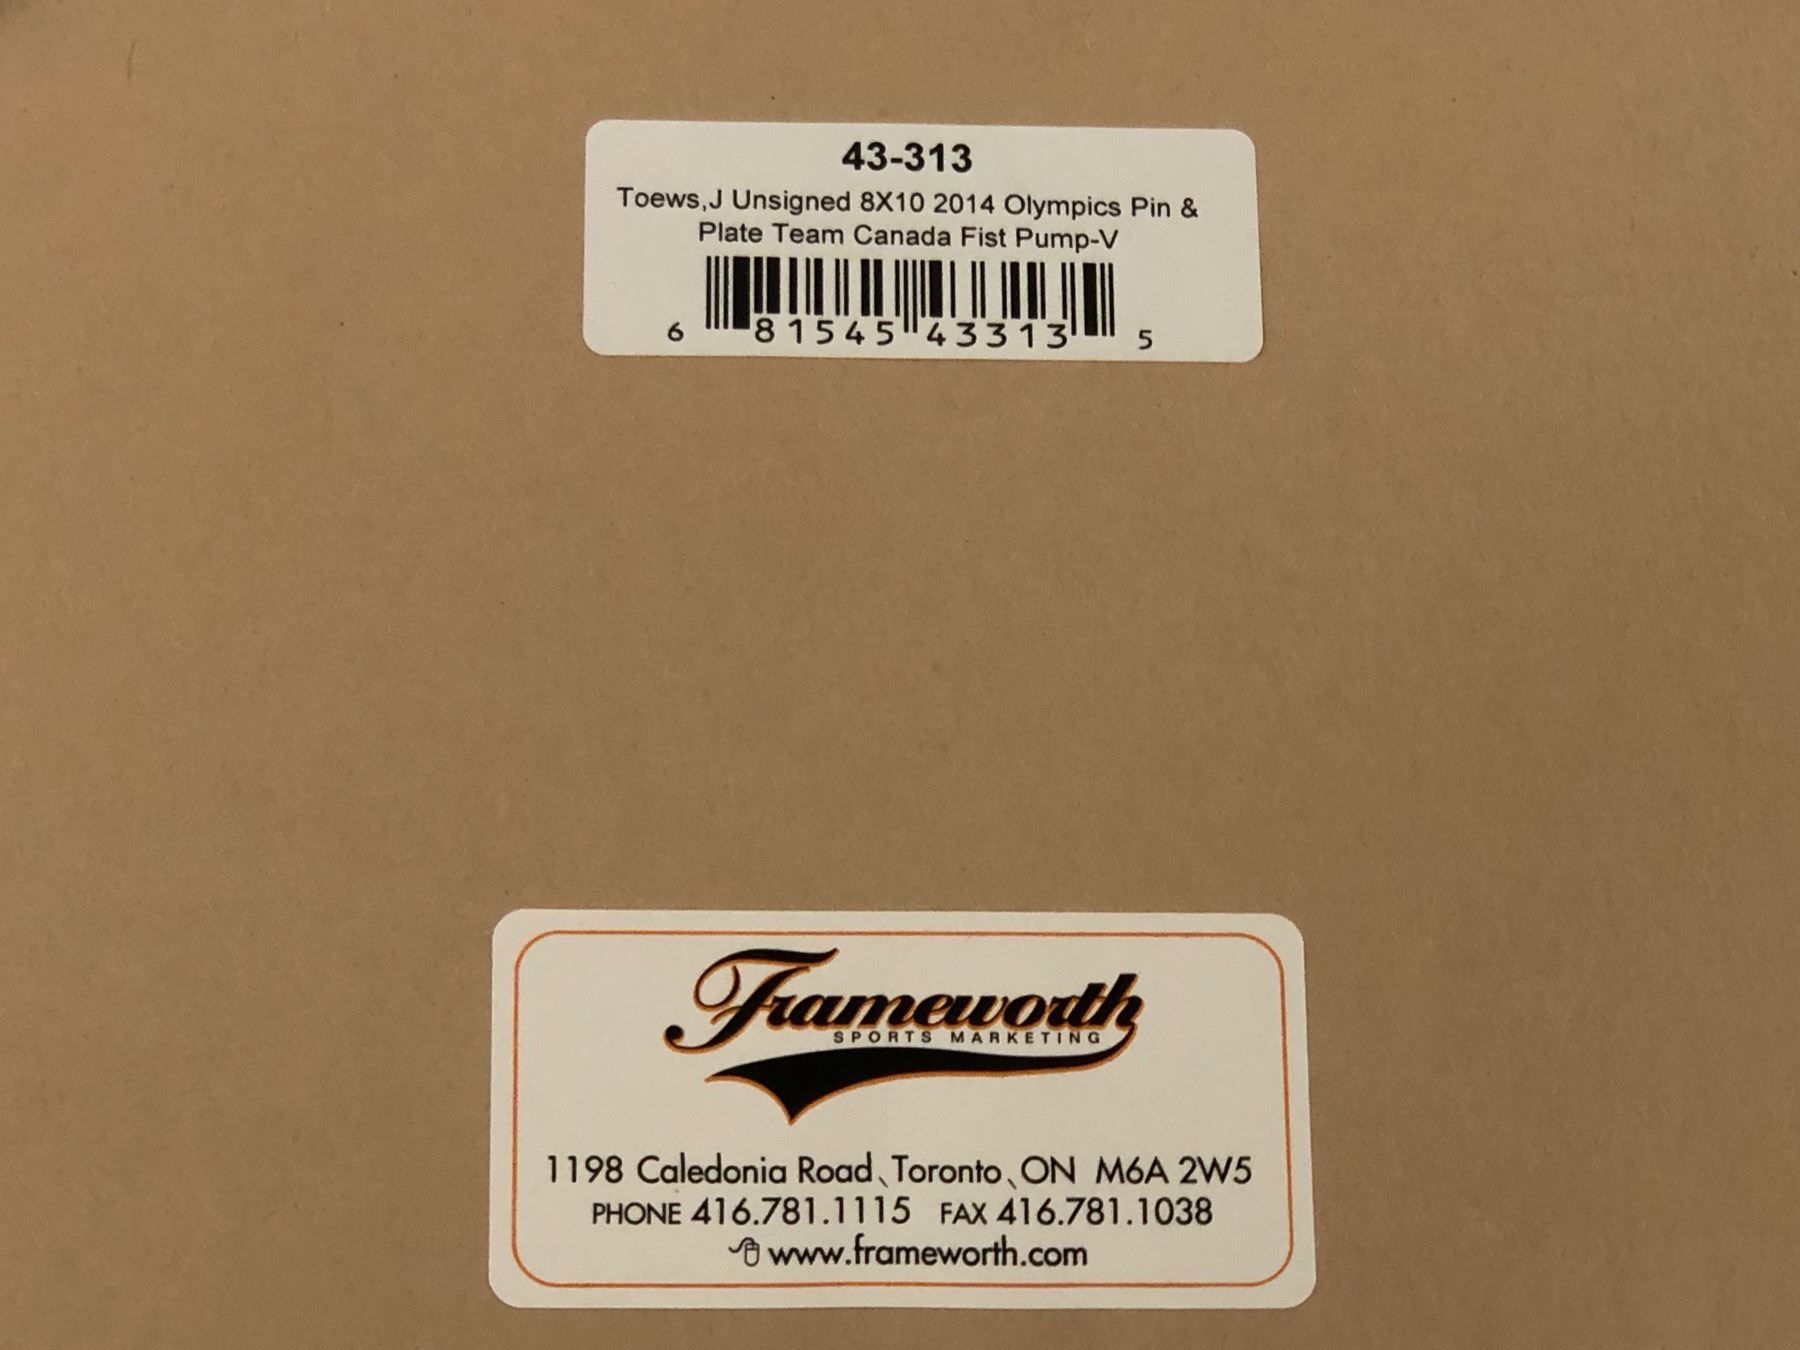 43-313
Toews,J Unsigned 8X10 2014 Olympics Pin &
Plate Team Canada Fist Pump-V
6 81545 43313 5
Frameworth
SPORTS MARKETING
1198 Caledonia Road, Toronto, ON M6A 2W5
PHONE 416.781.1115 FAX 416.781.1038
www.frameworth.com